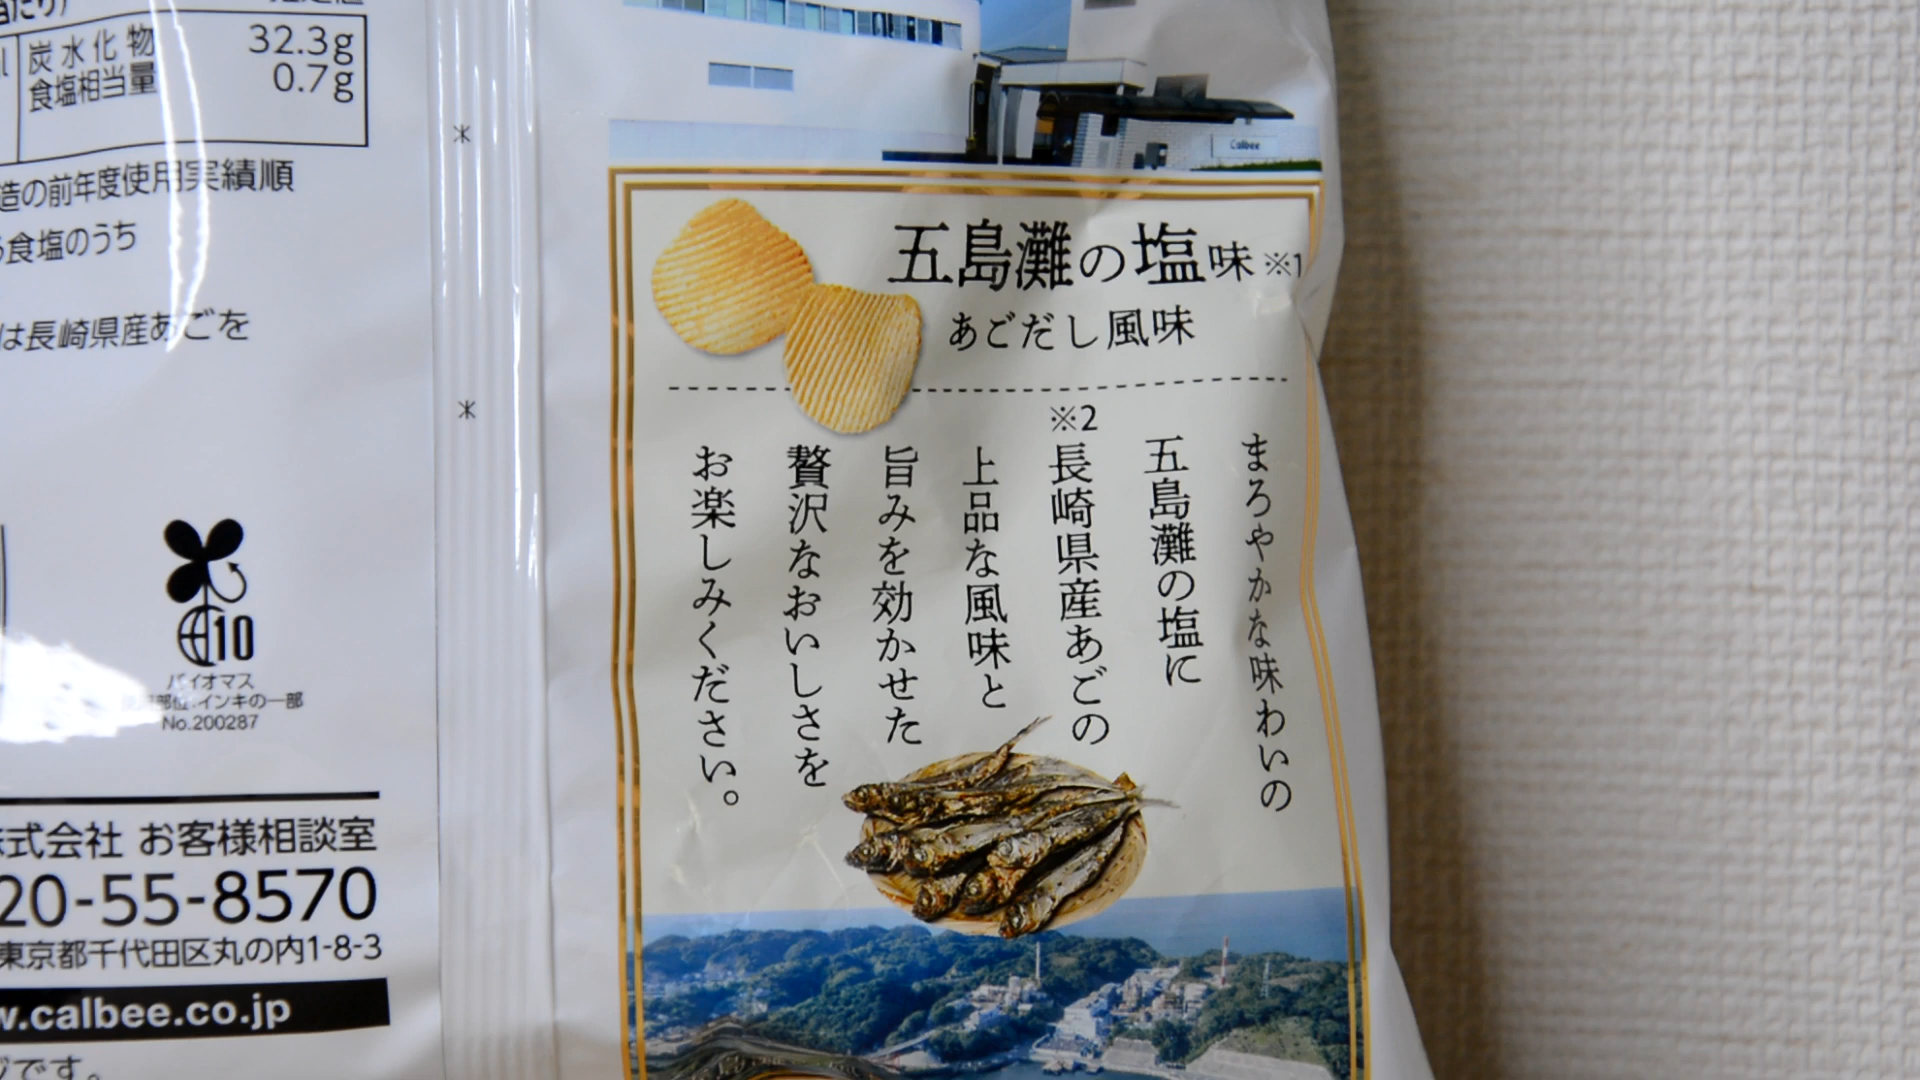 炭水化物 32.3g
食塩相当量 0.7g
造の前年度使用実績順
食塩のうち
は長崎県産あごを
10
バイオマス
インキの一部
No.200287
式会社 お客様相談室
20-55-8570
東京都千代田区丸の内1-8-3
.calbee.co.jp
です。
*
*
Calbee
五島灘の塩味※1
あごだし風味
まろやかな味わいの
五島灘の塩に
※2長崎県産あごの
上品な風味と
旨みを効かせた
贅沢なおいしさを
お楽しみください。